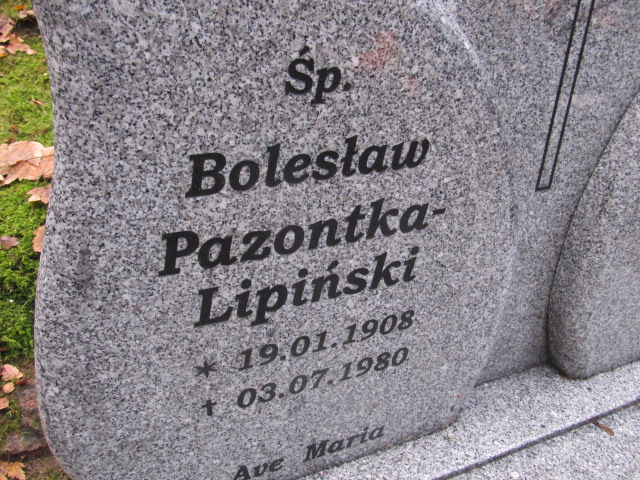 Śp.
Bolesław
Pazontka-
Lipiński
* 19.01.1908
✝ 03.07.1980
Ave Maria